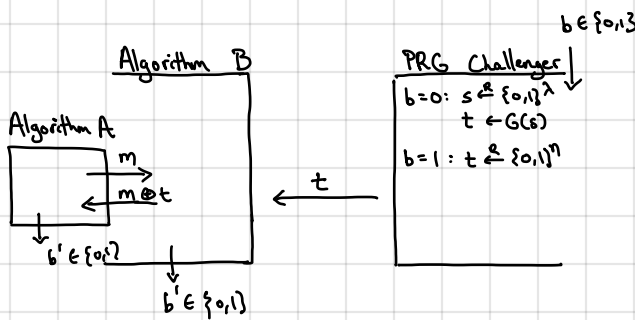 b ∈ {0,1}
Algorithm B
PRG Challenger
b=0: s ←ᴿ {0,1}^λ
t ← G(s)
b=1: t ←ᴿ {0,1}^n
Algorithm A
m
m⊕t
t
b' ∈ {0,1}
b' ∈ {0,1}